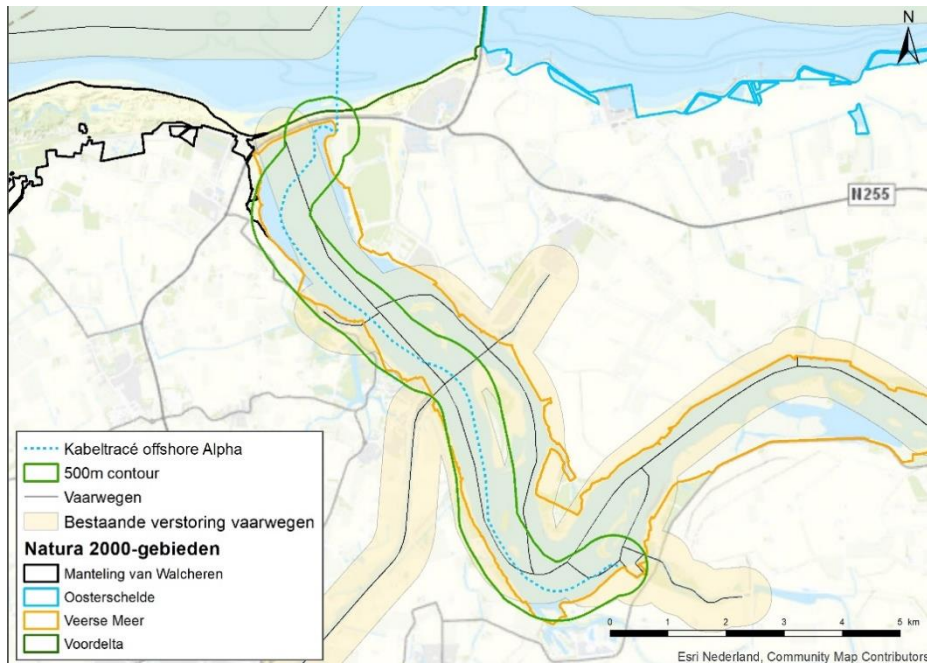 N
N255
Kabeltracé offshore Alpha
500m contour
Vaarwegen
Bestaande verstoring vaarwegen
Natura 2000-gebieden
Manteling van Walcheren
Oosterschelde
Veerse Meer
Voordelta
0 1 2 3 4 5 km
Esri Nederland, Community Map Contributors